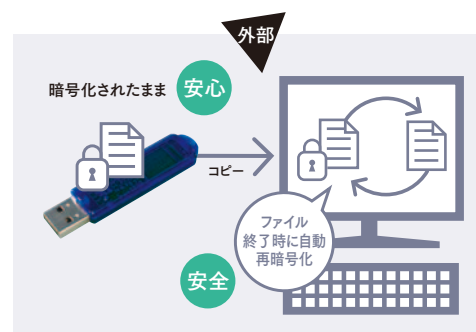 外部
暗号化されたまま
安心
コピー
ファイル
終了時に自動
再暗号化
安全